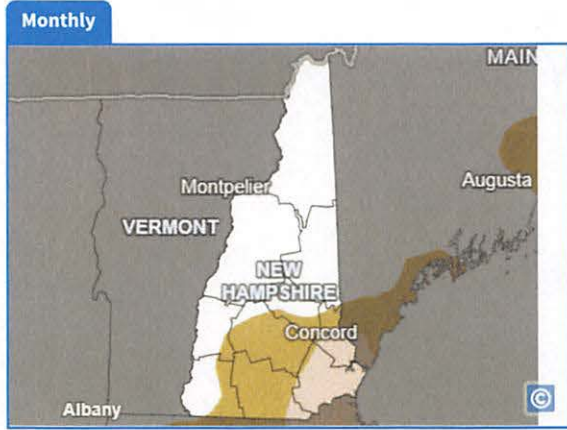 Monthly
MAIN
Montpelier
Augusta
VERMONT
NEW
HAMPSHIRE
Concord
Albany
©